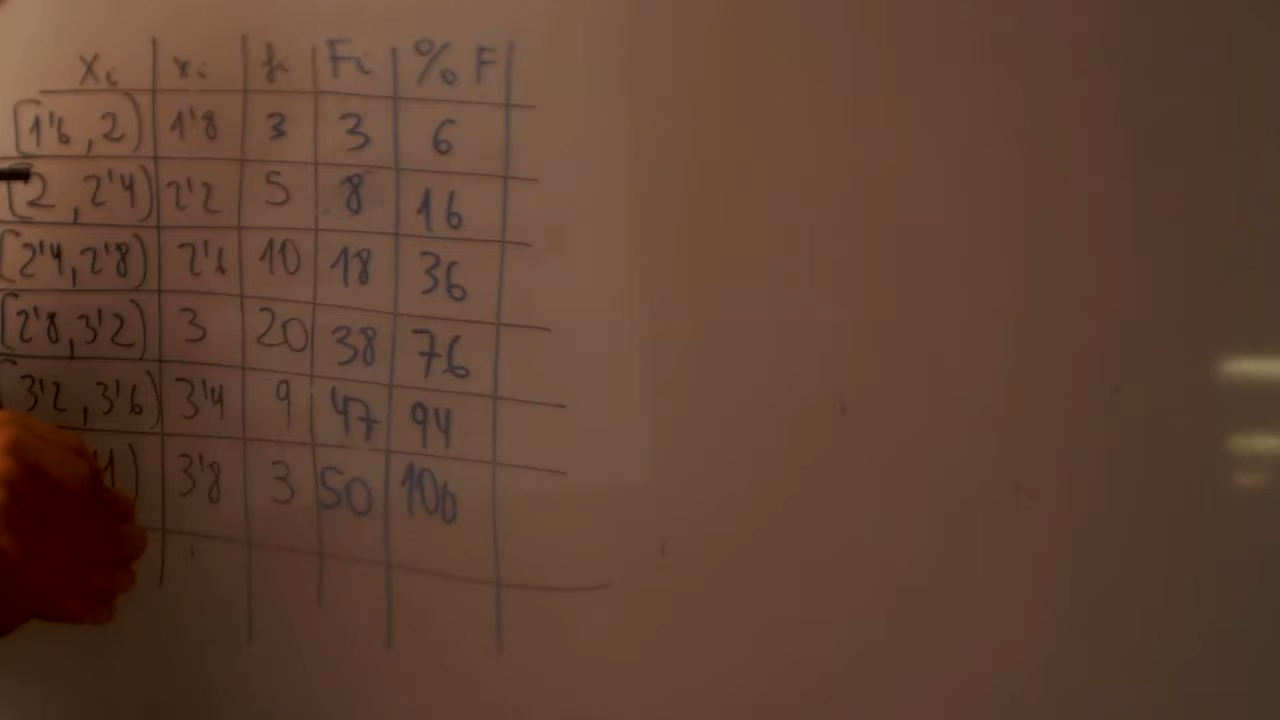 Xi xi fi Fi % F
[1'6, 2) 1'8 3 3 6
[2, 2'4) 2'2 5 8 16
[2'4, 2'8) 2'6 10 18 36
[2'8, 3'2) 3 20 38 76
[3'2, 3'6) 3'4 9 47 94
4) 3'8 3 50 100